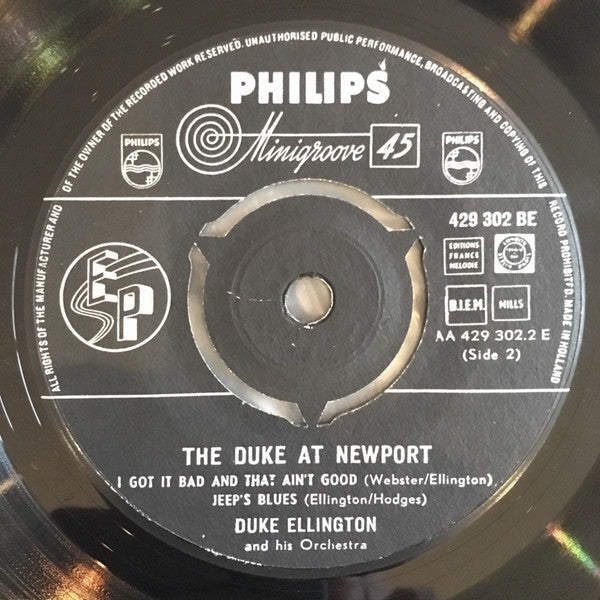 ALL RIGHTS OF THE MANUFACTURER AND OF THE OWNER OF THE RECORDED WORK RESERVED. UNAUTHORISED PUBLIC PERFORMANCE, BROADCASTING AND COPYING OF THIS RECORD PROHIBIT'D. MADE IN HOLLAND
PHILIPS
PHILIPS
Minigroove 45
PHILIPS
429 302 BE
EP
EDITIONS
FRANCE
MELODIE
B.I.E.M.
MILLS
AA 429 302.2 E
(Side 2)
THE DUKE AT NEWPORT
I GOT IT BAD AND THAT AIN'T GOOD (Webster/Ellington)
JEEP'S BLUES (Ellington/Hodges)
DUKE ELLINGTON
and his Orchestra